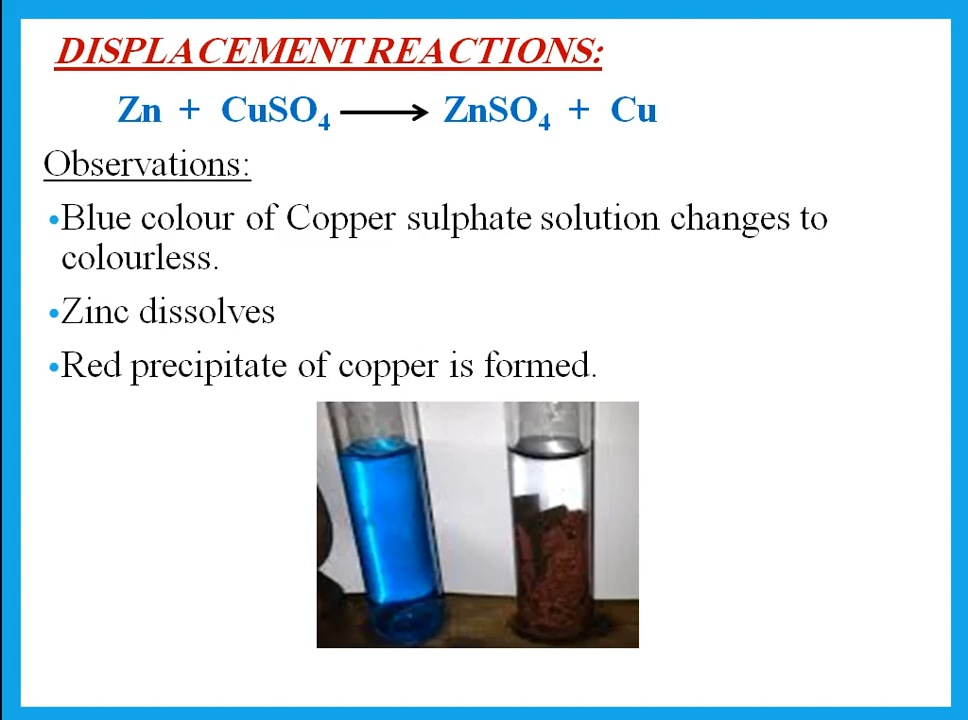 DISPLACEMENT REACTIONS:
Zn + CuSO₄ ⟶ ZnSO₄ + Cu
Observations:
•Blue colour of Copper sulphate solution changes to
colourless.
•Zinc dissolves
•Red precipitate of copper is formed.